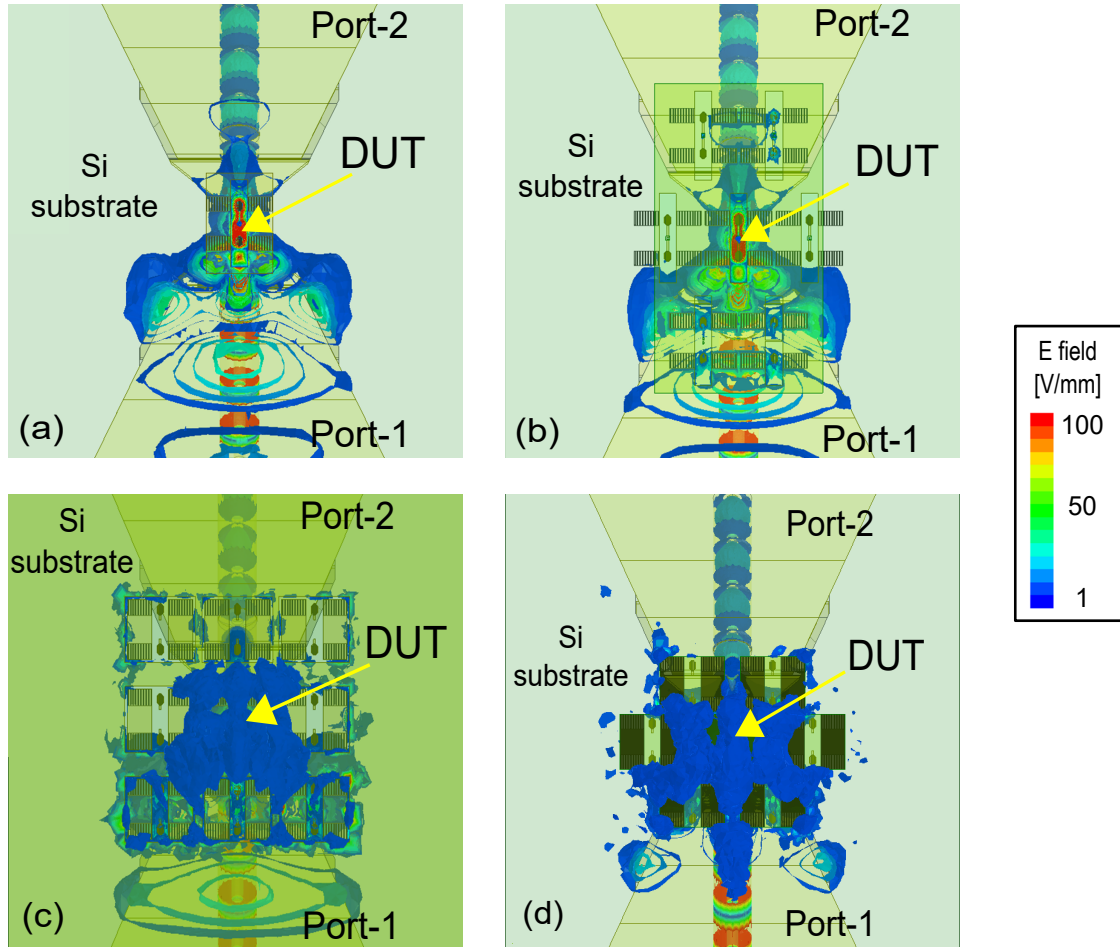 Port-2
Si
substrate
DUT
(a)
Port-1
Port-2
Si
substrate
DUT
(b)
Port-1
E field
[V/mm]
100
50
1
Si
substrate
Port-2
DUT
(c)
Port-1
Port-2
Si
substrate
DUT
(d)
Port-1